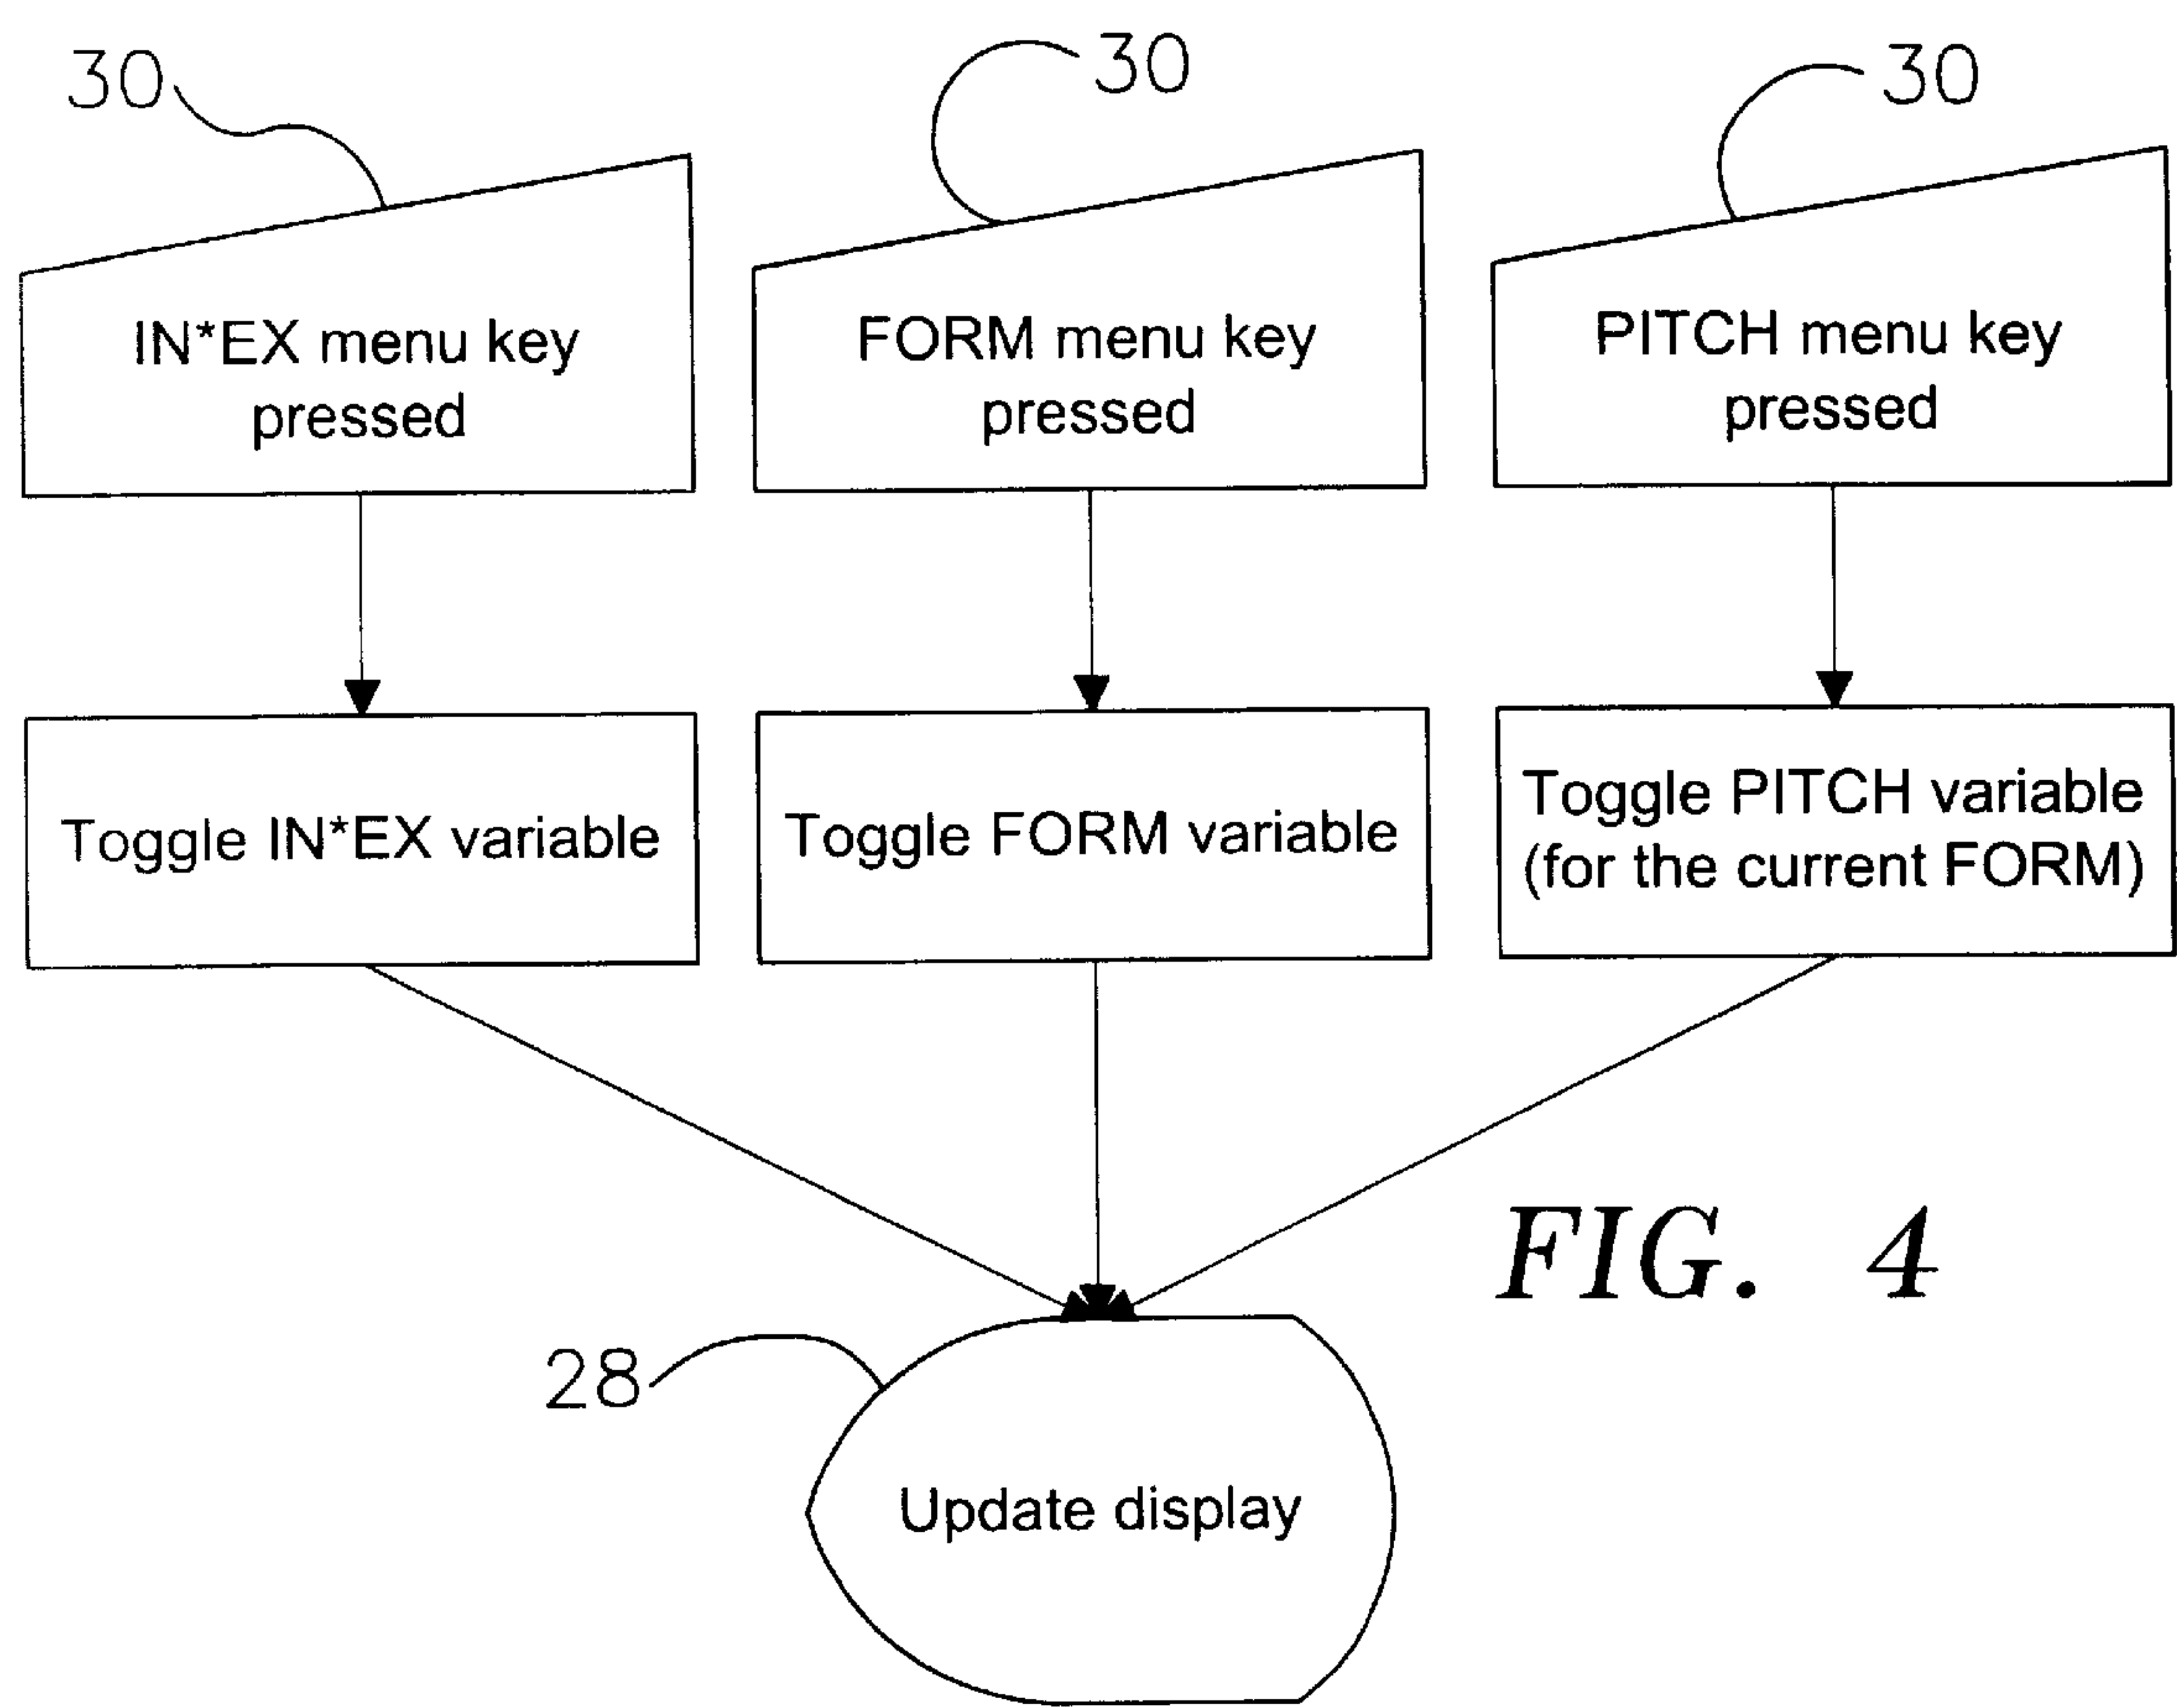 30
30
30
IN*EX menu key
pressed
FORM menu key
pressed
PITCH menu key
pressed
Toggle IN*EX variable
Toggle FORM variable
Toggle PITCH variable
(for the current FORM)
FIG. 4
28
Update display